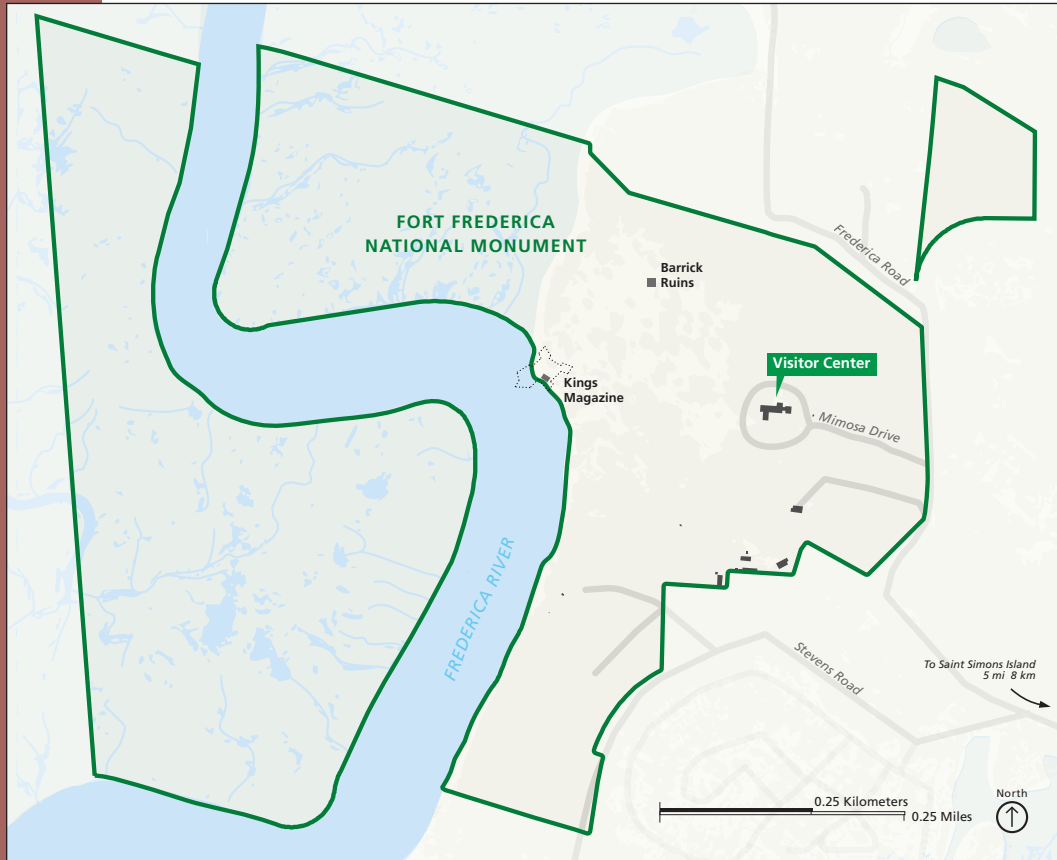 FORT FREDERICA
NATIONAL MONUMENT
Frederica Road
Barrick
Ruins
Visitor Center
Kings
Magazine
Mimosa Drive
FREDERICA RIVER
Stevens Road
To Saint Simons Island
5 mi 8 km
North
0.25 Kilometers
0.25 Miles